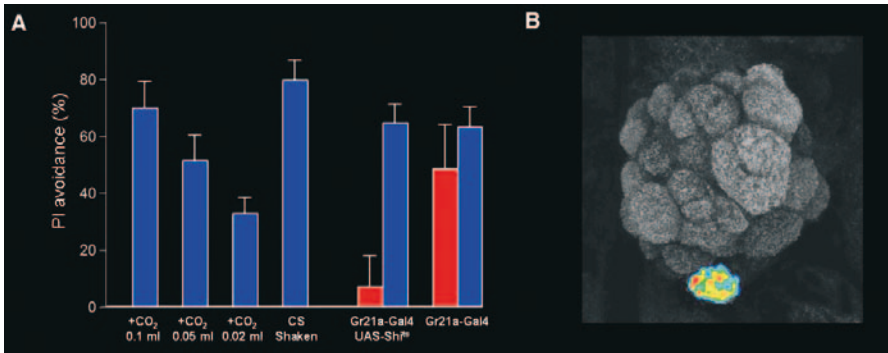 A
B
PI avoidance (%)
100
80
60
40
20
0
+CO2 +CO2 +CO2 CS Gr21a-Gal4 Gr21a-Gal4
0.1 ml 0.05 ml 0.02 ml Shaken UAS-Shits